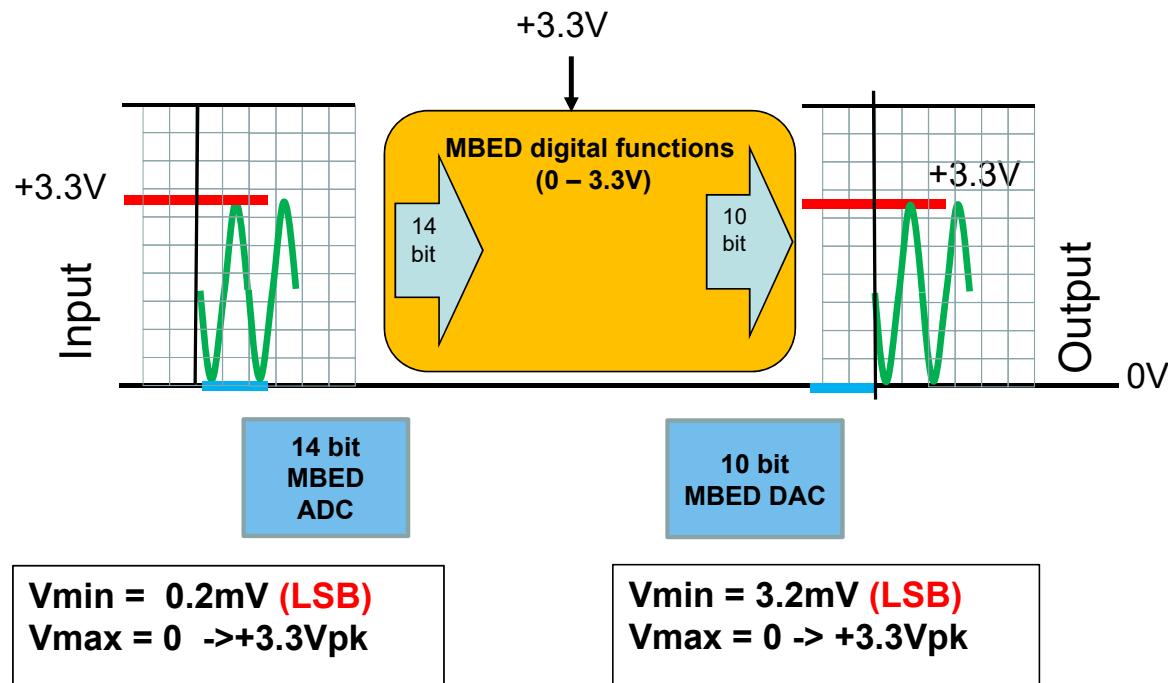 +3.3V
MBED digital functions
(0 – 3.3V)
+3.3V
+3.3V
14
bit
10
bit
Input
Output
0V
14 bit
MBED
ADC
10 bit
MBED DAC
Vmin = 0.2mV (LSB)
Vmax = 0 ->+3.3Vpk
Vmin = 3.2mV (LSB)
Vmax = 0 -> +3.3Vpk